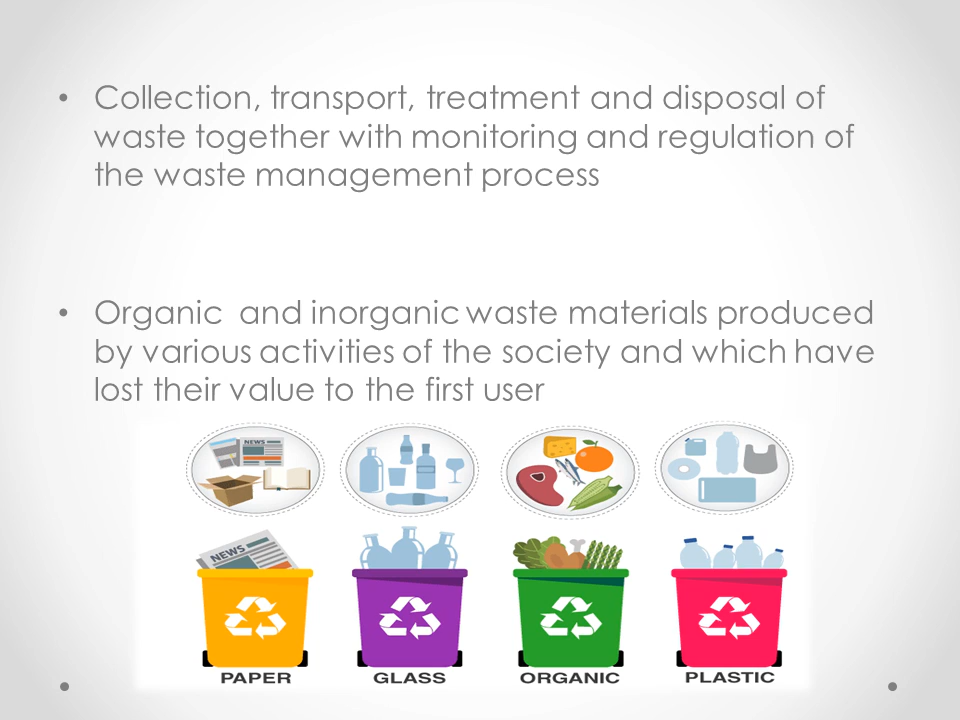 • Collection, transport, treatment and disposal of
waste together with monitoring and regulation of
the waste management process
• Organic and inorganic waste materials produced
by various activities of the society and which have
lost their value to the first user
NEWS
NEWS
PAPER GLASS ORGANIC PLASTIC